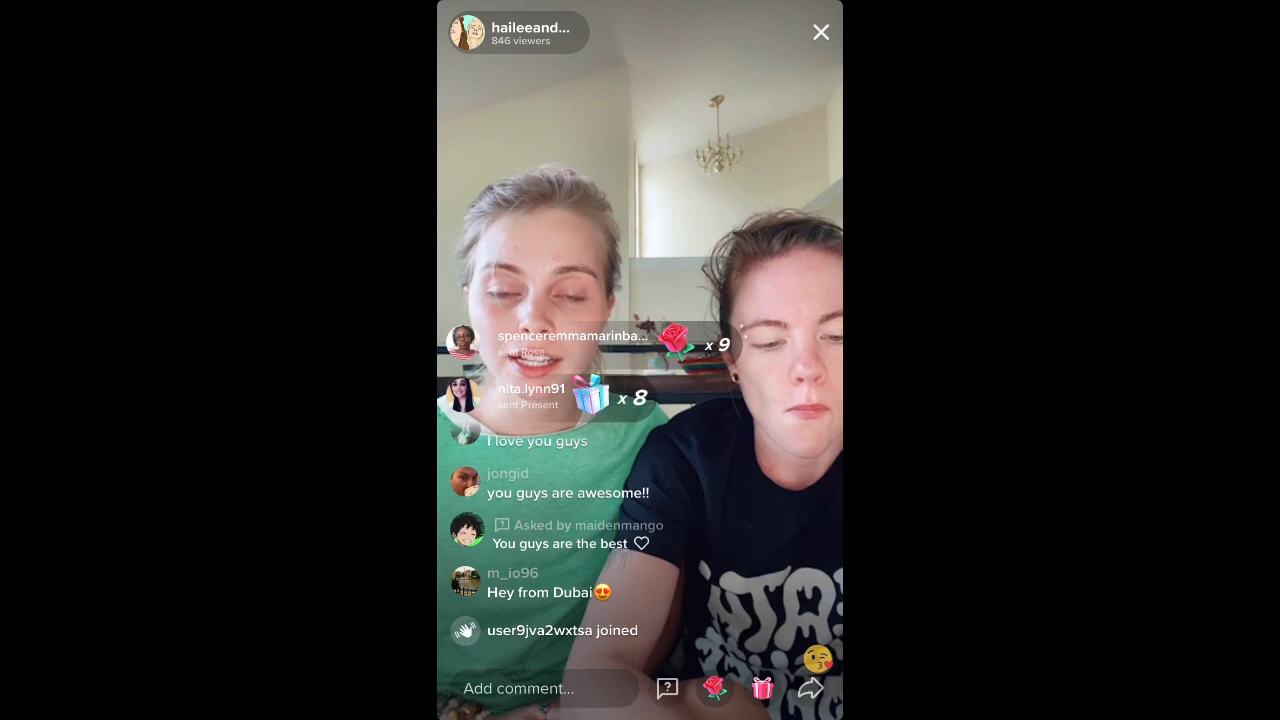 haileeand...
846 viewers
spenceremmamarinba...
sent Rose
x 9
nita.lynn91
sent Present
x 8
I love you guys
jongid
you guys are awesome!!
Asked by maidenmango
You guys are the best
m_io96
Hey from Dubai😍
user9jva2wxtsa joined
Add comment...